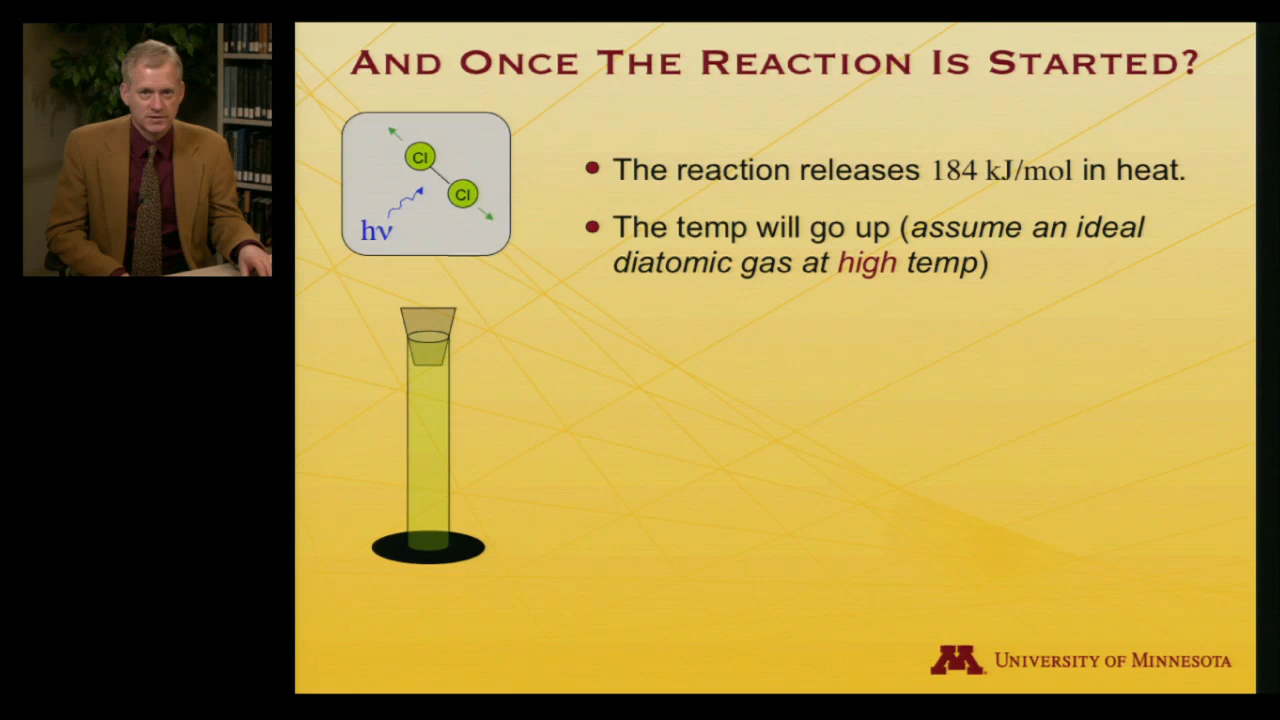 AND ONCE THE REACTION IS STARTED?
Cl
Cl
hν
• The reaction releases 184 kJ/mol in heat.
• The temp will go up (assume an ideal
diatomic gas at high temp)
M
UNIVERSITY OF MINNESOTA